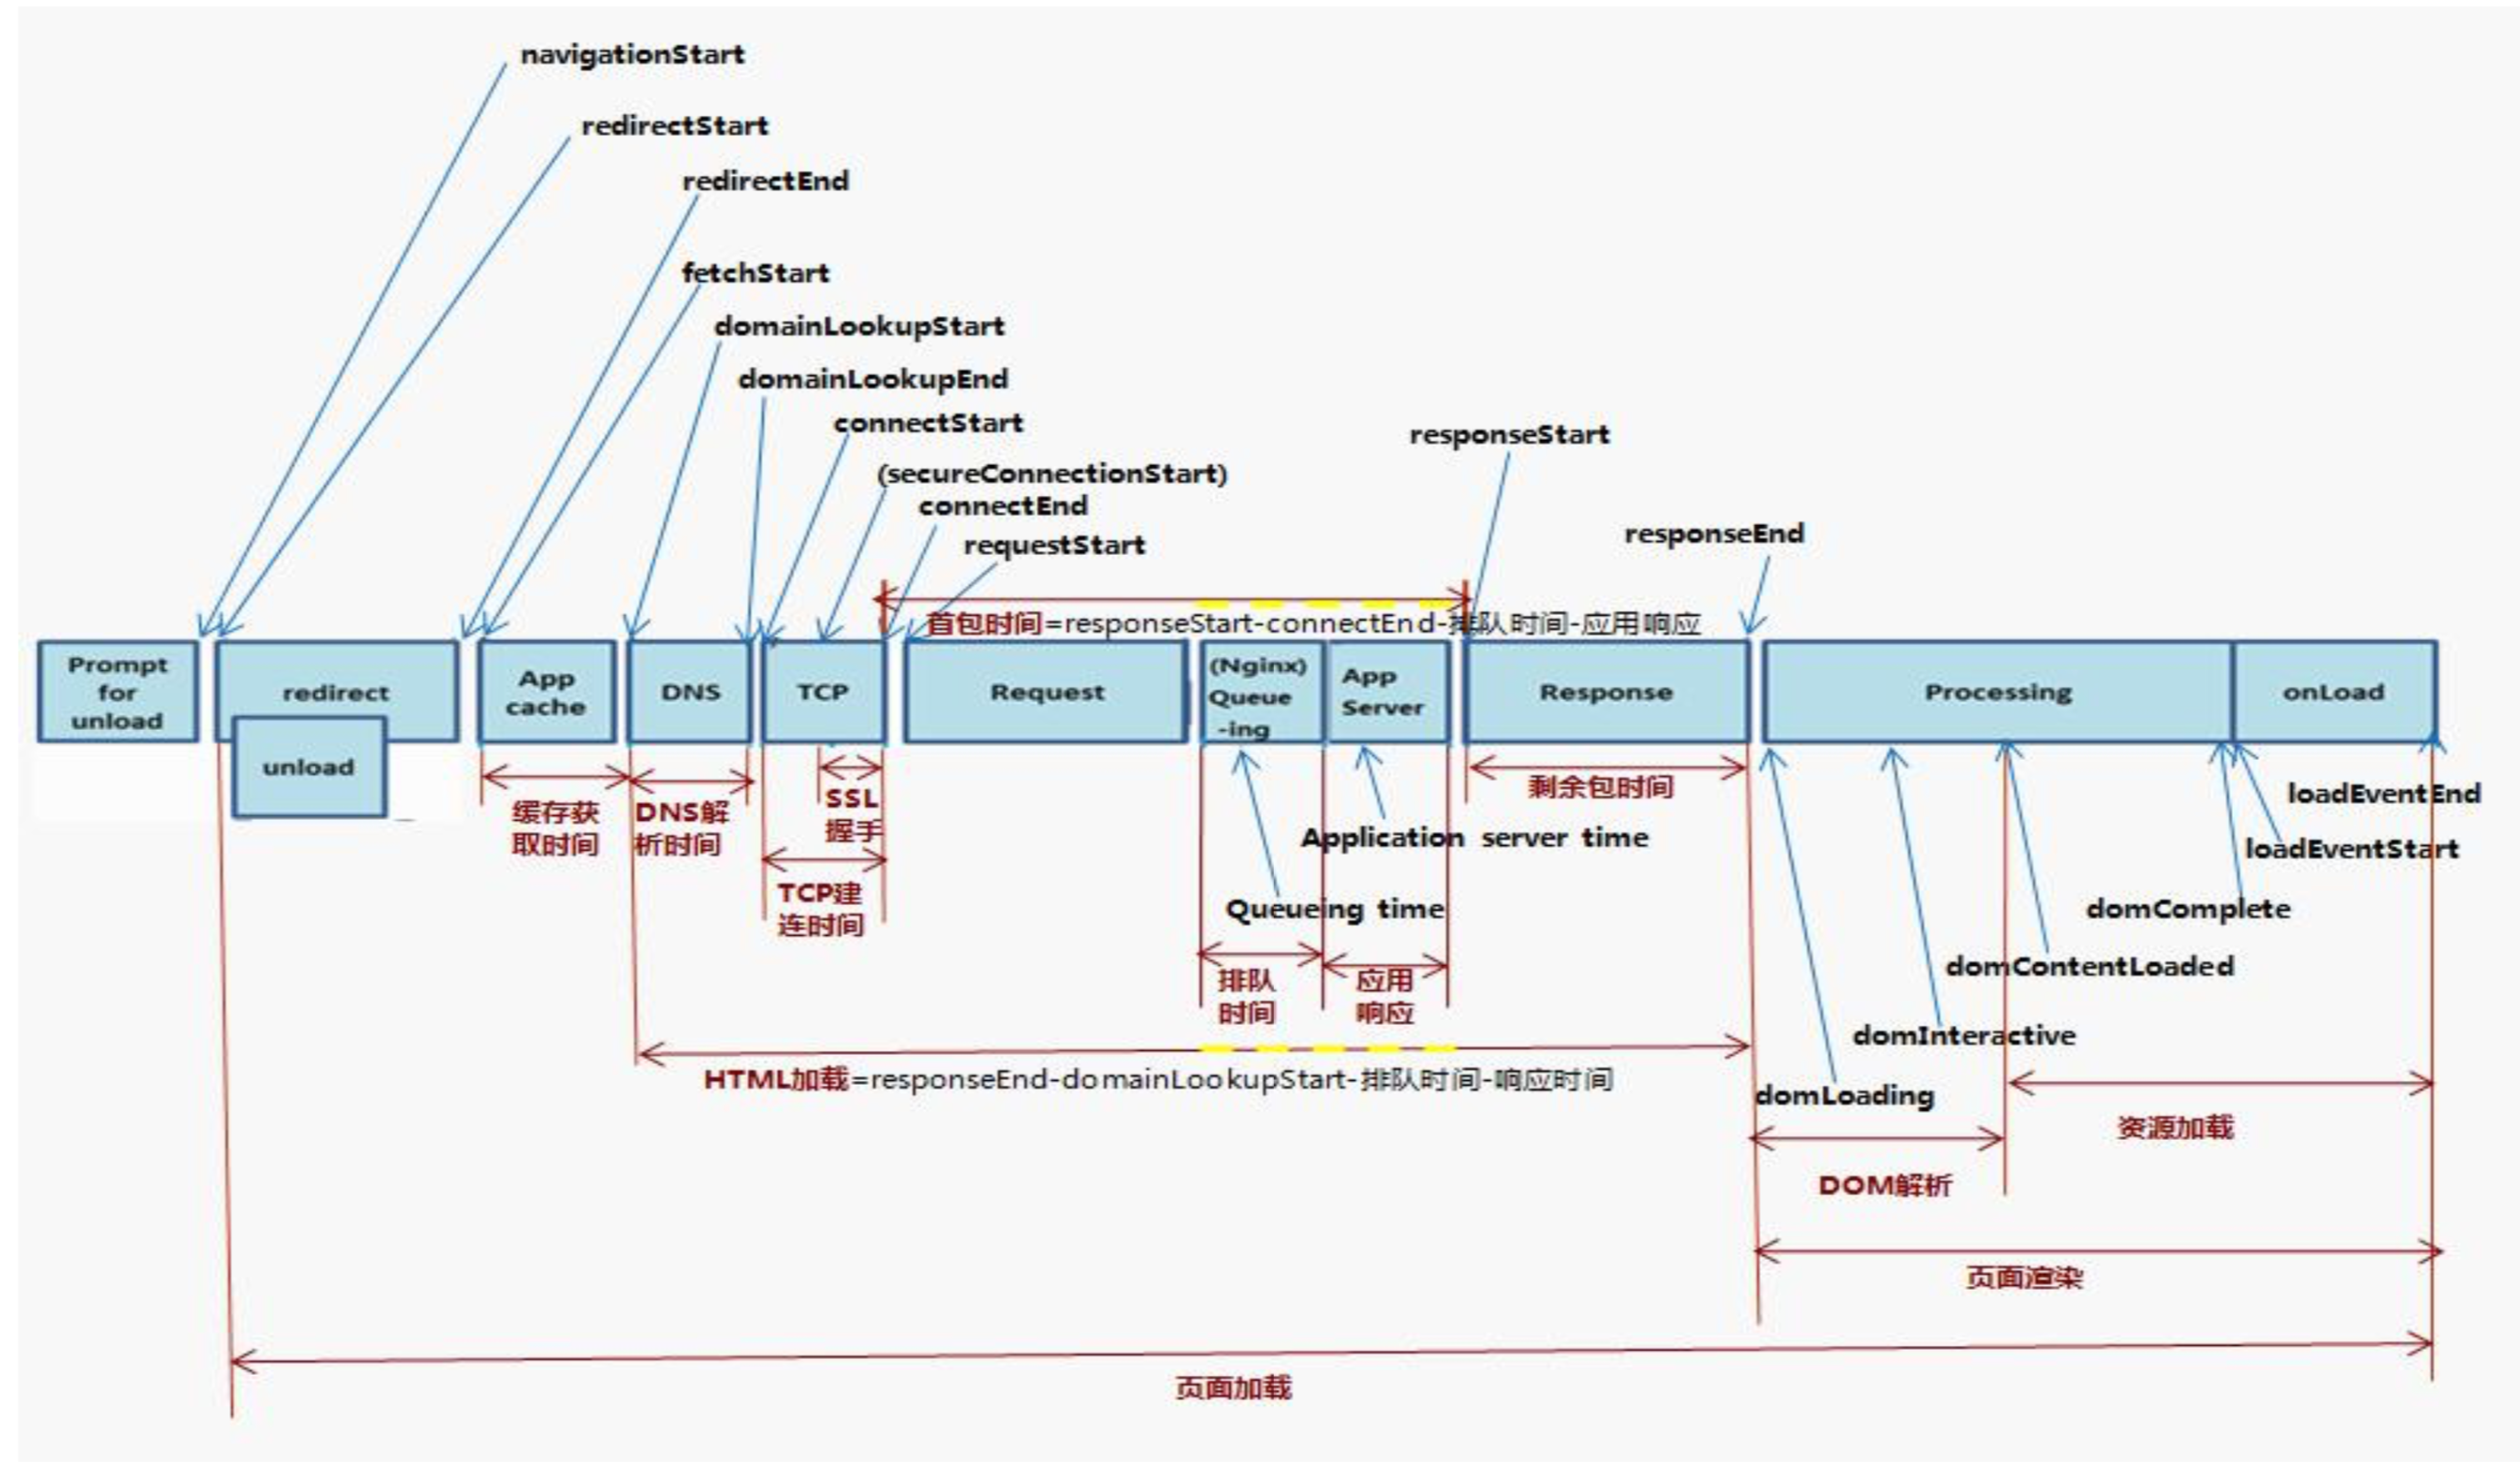 navigationStart
redirectStart
redirectEnd
fetchStart
domainLookupStart
domainLookupEnd
connectStart
responseStart
(secureConnectionStart)
connectEnd
responseEnd
requestStart
首包时间=responseStart-connectEnd-排队时间-应用响应
Prompt
for
unload
redirect
unload
App
cache
DNS
TCP
Request
(Nginx)
Queue
-ing
App
Server
Response
Processing
onLoad
缓存获
取时间
DNS解
析时间
SSL
握手
TCP建
连时间
剩余包时间
Application server time
Queueing time
排队
时间
应用
响应
loadEventEnd
loadEventStart
domComplete
domContentLoaded
domInteractive
domLoading
HTML加载=responseEnd-domainLookupStart-排队时间-响应时间
资源加载
DOM解析
页面渲染
页面加载